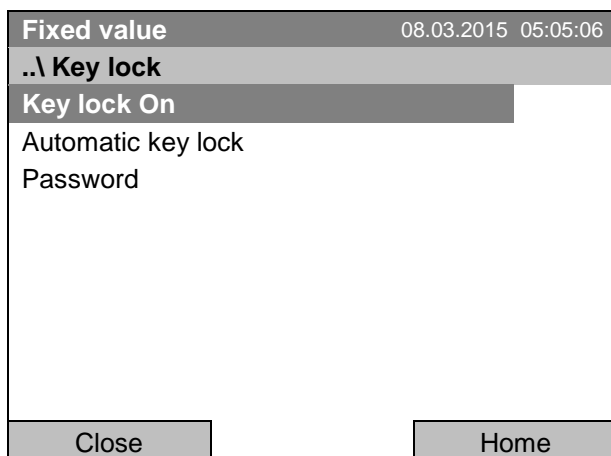 Fixed value 08.03.2015 05:05:06
..\ Key lock
Key lock On
Automatic key lock
Password
Close Home